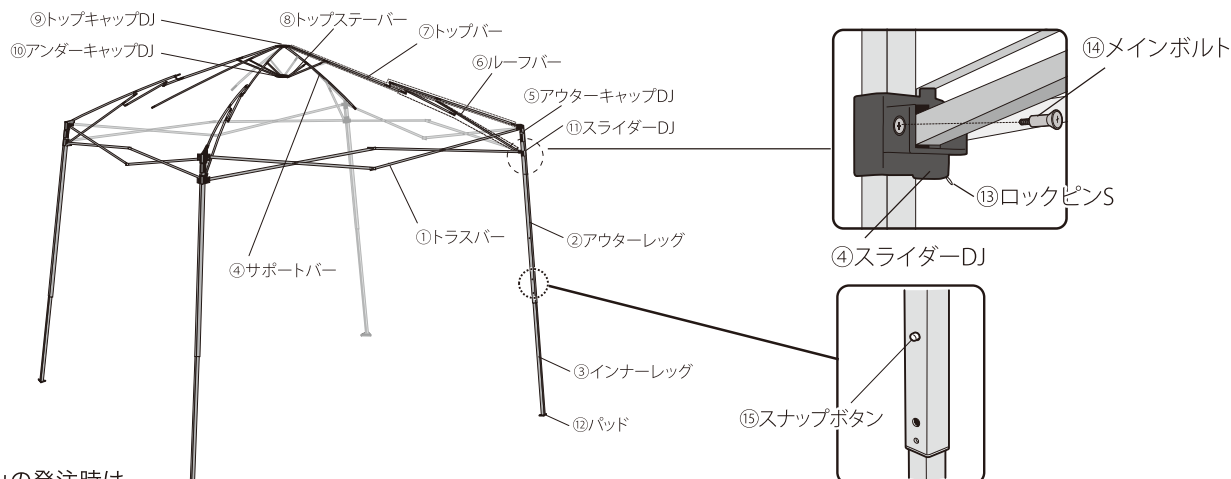 ⑨トップキャップDJ
⑧トップステーバー
⑦トップバー
⑩アンダーキャップDJ
⑥ルーフバー
⑤アウターキャップDJ
⑪スライダーDJ
①トラスバー
②アウターレッグ
④サポートバー
③インナーレッグ
⑫パッド
⑭メインボルト
⑬ロックピンS
④スライダーDJ
⑮スナップボタン
の発注時は